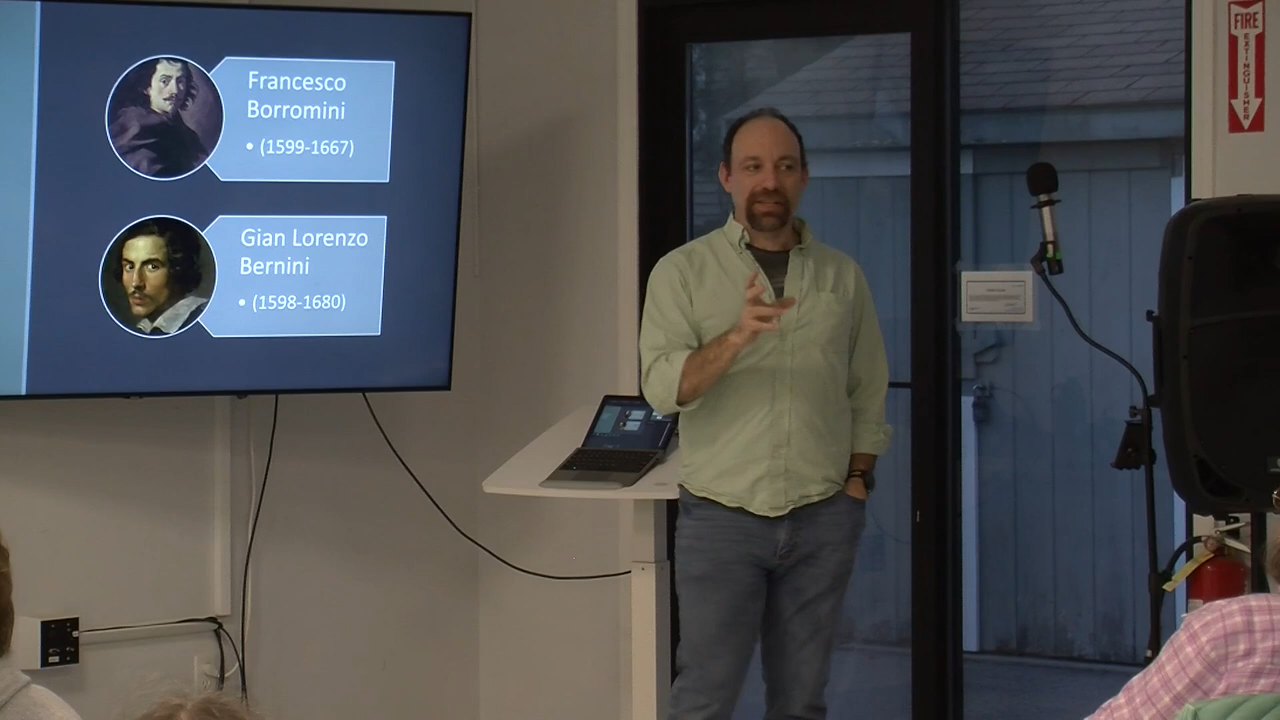 Francesco
Borromini
• (1599-1667)
Gian Lorenzo
Bernini
• (1598-1680)
FIRE
EXTINGUISHER